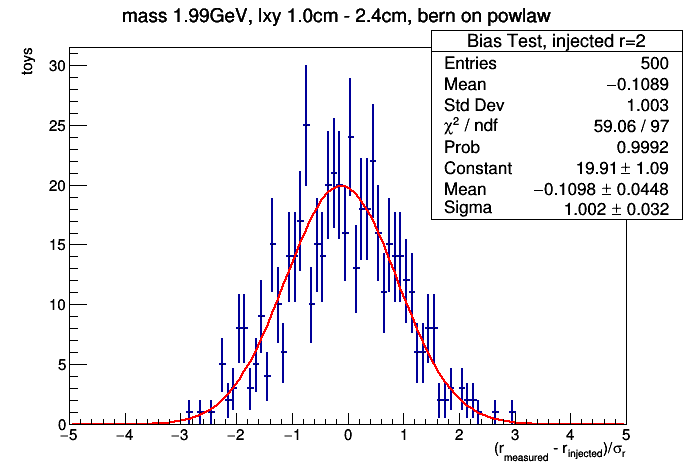 mass 1.99GeV, lxy 1.0cm - 2.4cm, bern on powlaw
toys
Bias Test, injected r=2
Entries 500
Mean −0.1089
Std Dev 1.003
χ² / ndf 59.06 / 97
Prob 0.9992
Constant 19.91 ± 1.09
Mean −0.1098 ± 0.0448
Sigma 1.002 ± 0.032
30
25
20
15
10
5
0
−5 −4 −3 −2 −1 0 1 2 3 4 5
(r_measured - r_injected)/σ_r